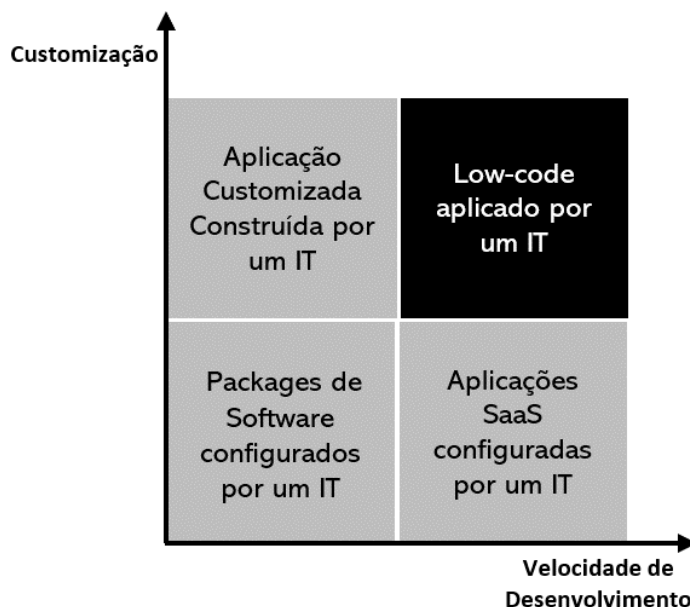 Customização
Aplicação
Customizada
Construída por
um IT
Low-code
aplicado por
um IT
Packages de
Software
configurados
por um IT
Aplicações
SaaS
configuradas
por um IT
Velocidade de
Desenvolvimento